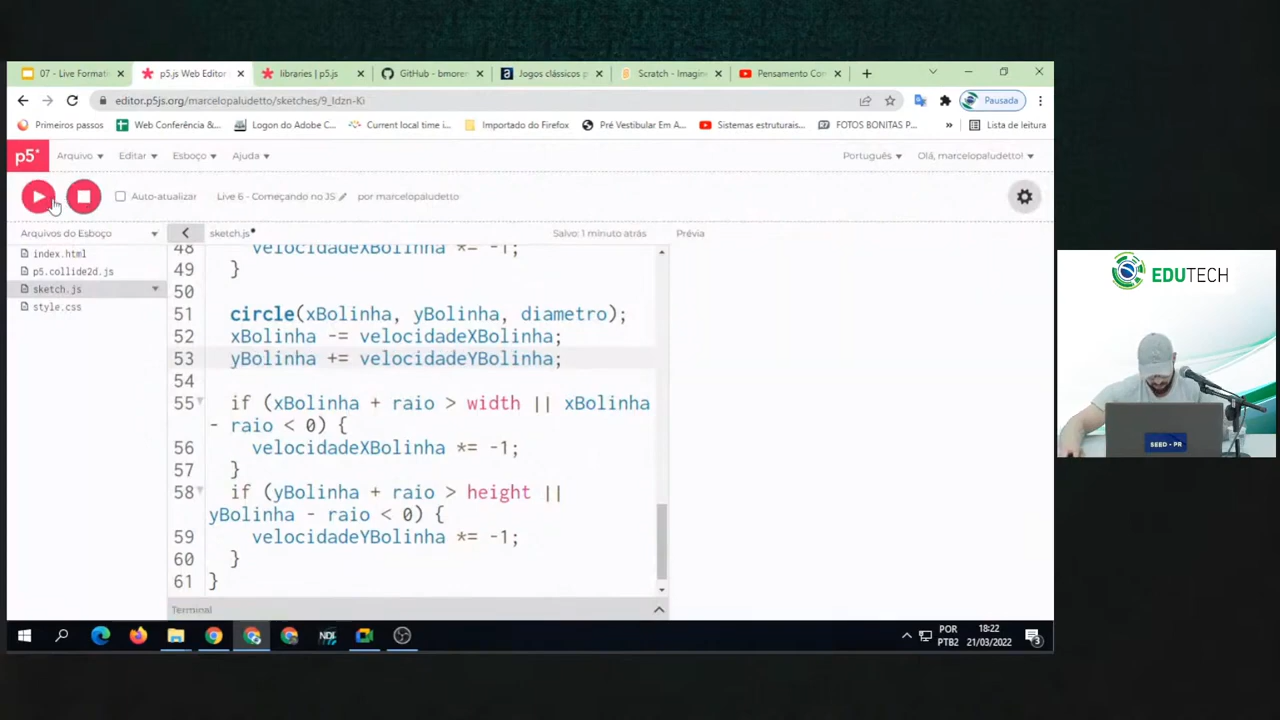 07 - Live Formati
p5.js Web Editor
libraries | p5.js
GitHub - bmoren
Jogos clássicos p
Scratch - Imagine
Pensamento Com
editor.p5js.org/marcelopaludetto/sketches/9_Idzn-Ki
Pausada
Primeiros passos
Web Conferência &...
Logon do Adobe C...
Current local time i...
Importado do Firefox
Pré Vestibular Em A...
Sistemas estruturais...
FOTOS BONITAS P...
»
Lista de leitura
p5*
Arquivo
Editar
Esboço
Ajuda
Português
Olá, marcelopaludetto!
Auto-atualizar
Live 6 - Começando no JS
por marcelopaludetto
Arquivos do Esboço
sketch.js
Salvo: 1 minuto atrás
Prévia
index.html
p5.collide2d.js
sketch.js
style.css
48 velocidadeXBolinha *= -1;
49 }
50
51 circle(xBolinha, yBolinha, diametro);
52 xBolinha -= velocidadeXBolinha;
53 yBolinha += velocidadeYBolinha;
54
55 if (xBolinha + raio > width || xBolinha
- raio < 0) {
56 velocidadeXBolinha *= -1;
57 }
58 if (yBolinha + raio > height ||
yBolinha - raio < 0) {
59 velocidadeYBolinha *= -1;
60 }
61 }
Terminal
NDI
POR
PTB2
18:22
21/03/2022
3
EDUTECH
SEED - PR